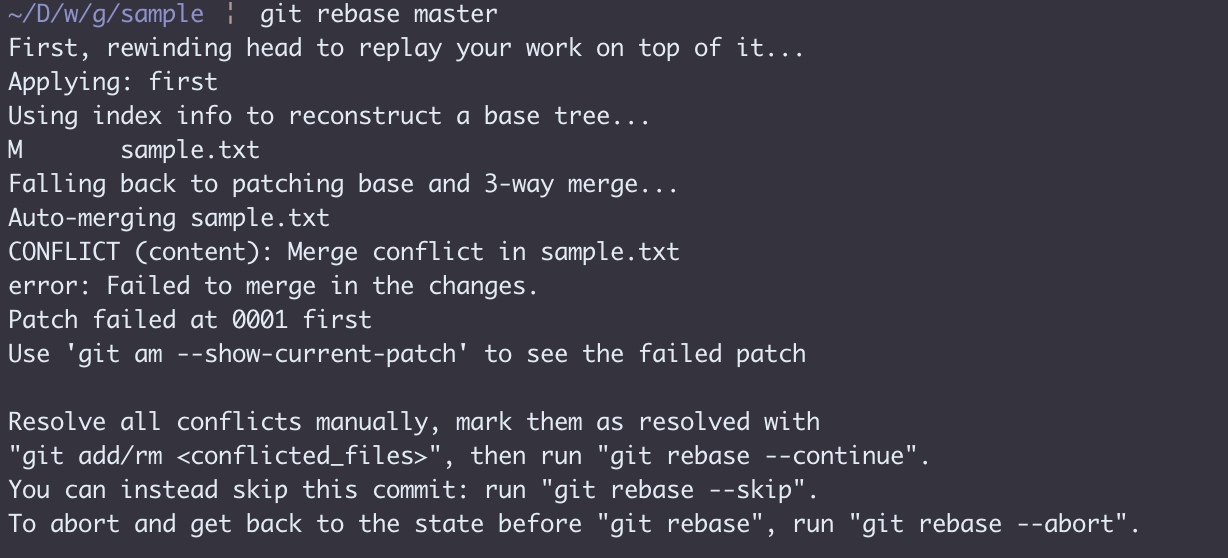 ~/D/w/g/sample ¦ git rebase master
First, rewinding head to replay your work on top of it...
Applying: first
Using index info to reconstruct a base tree...
M       sample.txt
Falling back to patching base and 3-way merge...
Auto-merging sample.txt
CONFLICT (content): Merge conflict in sample.txt
error: Failed to merge in the changes.
Patch failed at 0001 first
Use 'git am --show-current-patch' to see the failed patch

Resolve all conflicts manually, mark them as resolved with
"git add/rm <conflicted_files>", then run "git rebase --continue".
You can instead skip this commit: run "git rebase --skip".
To abort and get back to the state before "git rebase", run "git rebase --abort".